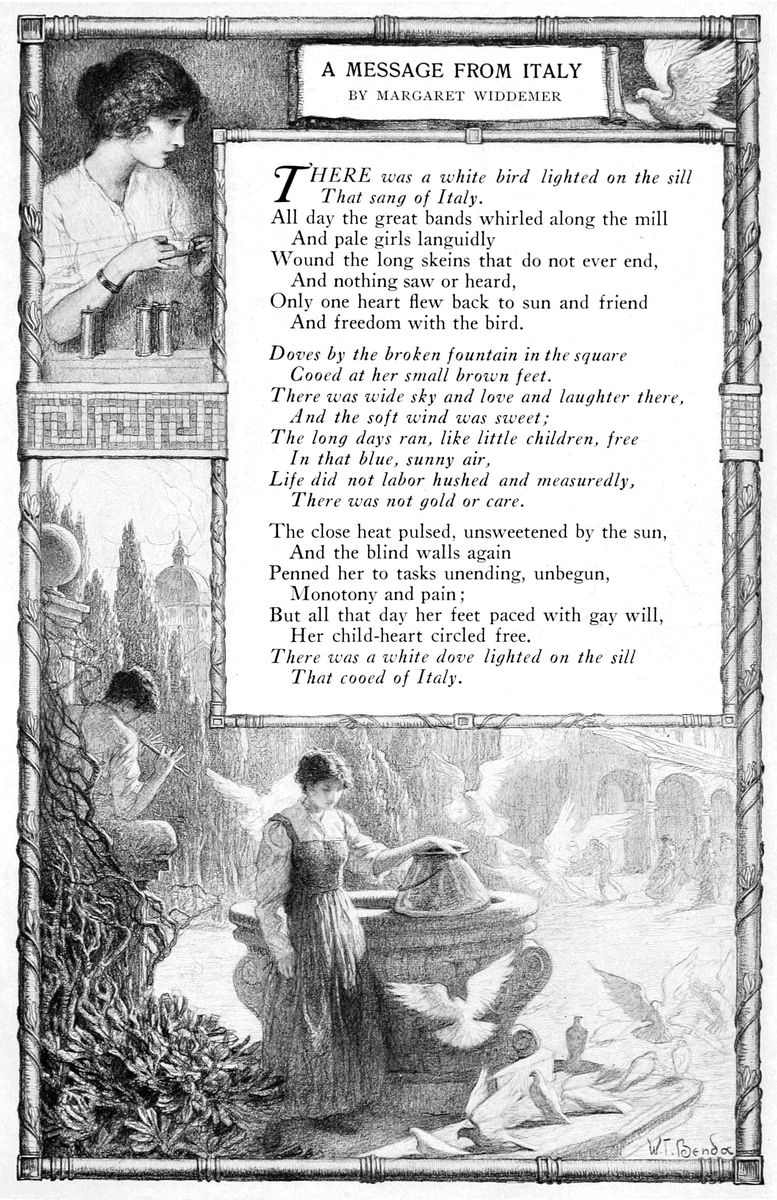 A MESSAGE FROM ITALY
BY MARGARET WIDDEMER
THERE was a white bird lighted on the sill
That sang of Italy.
All day the great bands whirled along the mill
And pale girls languidly
Wound the long skeins that do not ever end,
And nothing saw or heard,
Only one heart flew back to sun and friend
And freedom with the bird.
Doves by the broken fountain in the square
Cooed at her small brown feet.
There was wide sky and love and laughter there,
And the soft wind was sweet;
The long days ran, like little children, free
In that blue, sunny air,
Life did not labor hushed and measuredly,
There was not gold or care.
The close heat pulsed, unsweetened by the sun,
And the blind walls again
Penned her to tasks unending, unbegun,
Monotony and pain;
But all that day her feet paced with gay will,
Her child-heart circled free.
There was a white dove lighted on the sill
That cooed of Italy.
W.T. Benda